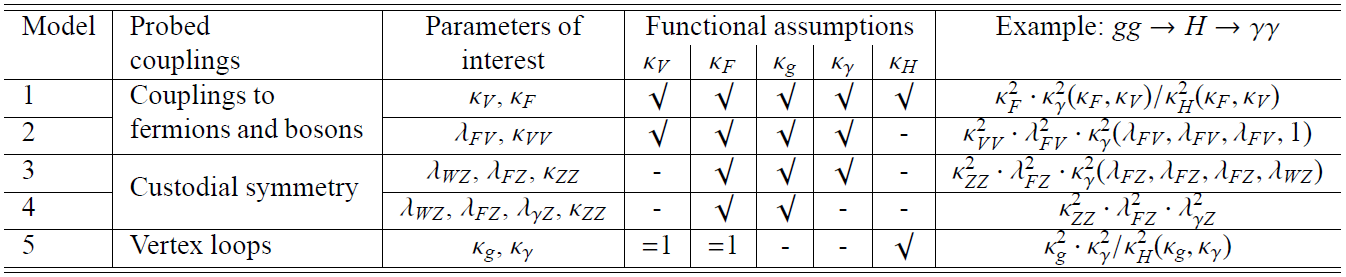 Model Probed couplings Parameters of interest Functional assumptions Example: gg → H → γγ
κ_V κ_F κ_g κ_γ κ_H
1 Couplings to fermions and bosons κ_V, κ_F √ √ √ √ √ κ_F^2 · κ_γ^2(κ_F, κ_V)/κ_H^2(κ_F, κ_V)
2 λ_FV, κ_VV √ √ √ √ - κ_VV^2 · λ_FV^2 · κ_γ^2(λ_FV, λ_FV, λ_FV, 1)
3 Custodial symmetry λ_WZ, λ_FZ, κ_ZZ - √ √ √ - κ_ZZ^2 · λ_FZ^2 · κ_γ^2(λ_FZ, λ_FZ, λ_FZ, λ_WZ)
4 λ_WZ, λ_FZ, λ_γZ, κ_ZZ - √ √ - - κ_ZZ^2 · λ_FZ^2 · λ_γZ^2
5 Vertex loops κ_g, κ_γ =1 =1 - - √ κ_g^2 · κ_γ^2/κ_H^2(κ_g, κ_γ)